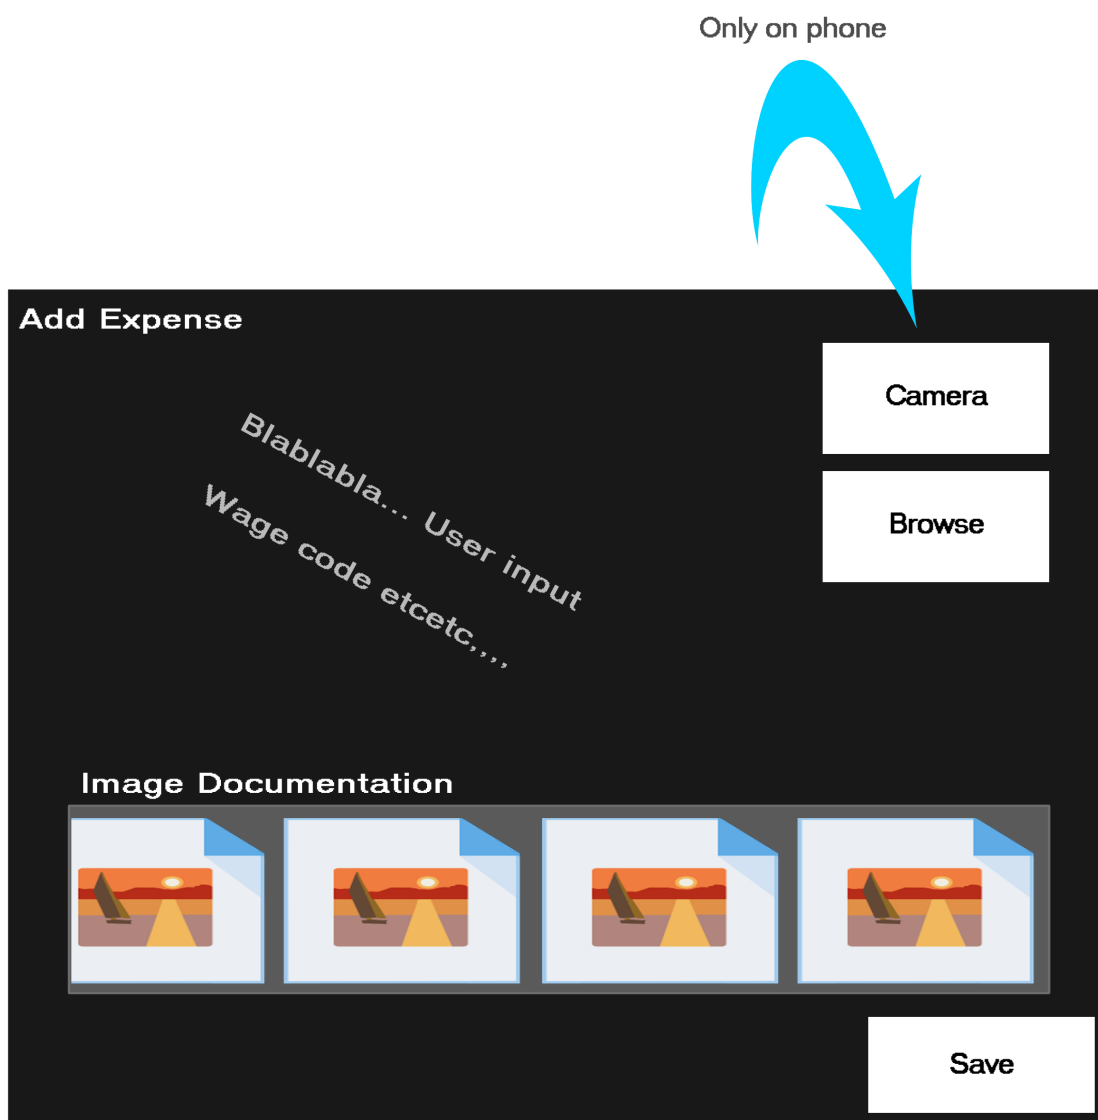 Only on phone
Add Expense
Camera
Blablabla... User input
Wage code etcetc,,,,
Browse
Image Documentation
Save